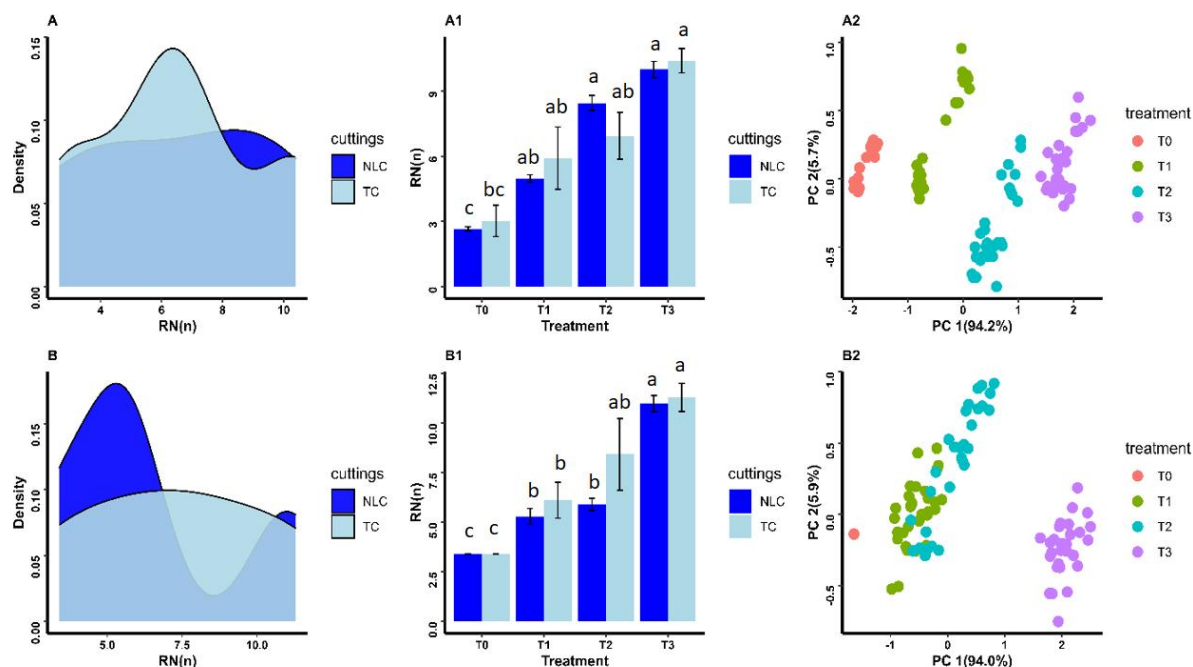 A
0.15
0.10
0.05
0.00
Density
4 6 8 10
RN(n)
cuttings
NLC
TC
A1
9
6
3
0
RN(n)
c bc ab ab a ab a a
T0 T1 T2 T3
Treatment
cuttings
NLC
TC
A2
1.0
0.5
0.0
-0.5
PC 2(5.7%)
-2 -1 0 1 2
PC 1(94.2%)
treatment
T0
T1
T2
T3
B
0.15
0.10
0.05
0.00
Density
5.0 7.5 10.0
RN(n)
cuttings
NLC
TC
B1
12.5
10.0
7.5
5.0
2.5
0.0
RN(n)
c c b b b ab a a
T0 T1 T2 T3
Treatment
cuttings
NLC
TC
B2
1.0
0.5
0.0
-0.5
PC 2(5.9%)
-1 0 1 2
PC 1(94.0%)
treatment
T0
T1
T2
T3